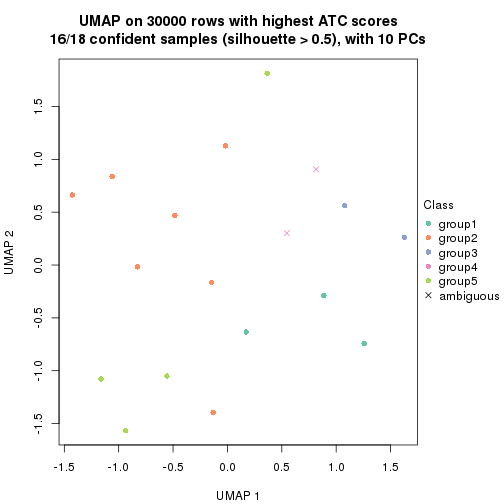 UMAP on 30000 rows with highest ATC scores
16/18 confident samples (silhouette > 0.5), with 10 PCs
UMAP 2
1.5
1.0
0.5
0.0
-0.5
-1.0
-1.5
-1.5
-1.0
-0.5
0.0
0.5
1.0
1.5
UMAP 1
Class
group1
group2
group3
group4
group5
ambiguous